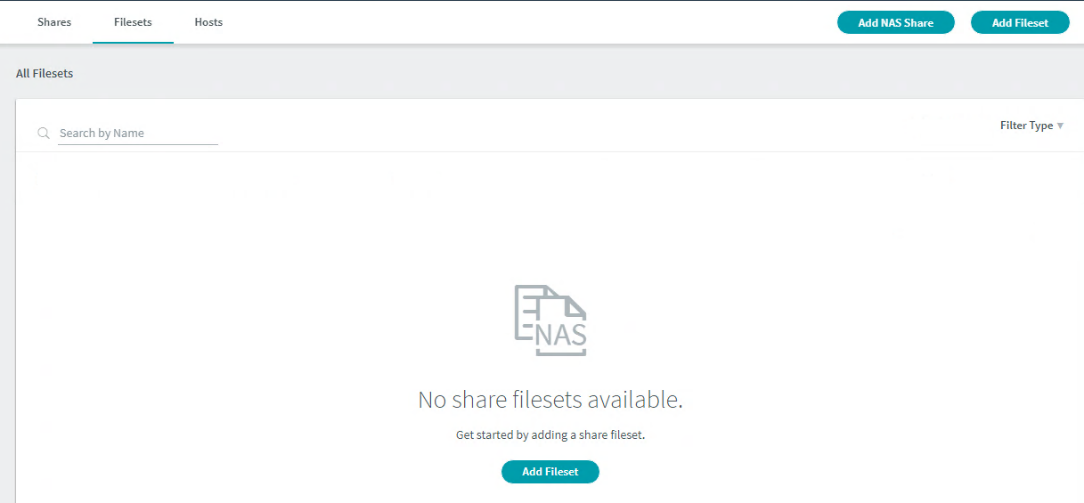 Shares Filesets Hosts Add NAS Share Add Fileset
All Filesets
Search by Name Filter Type
NAS
No share filesets available.
Get started by adding a share fileset.
Add Fileset